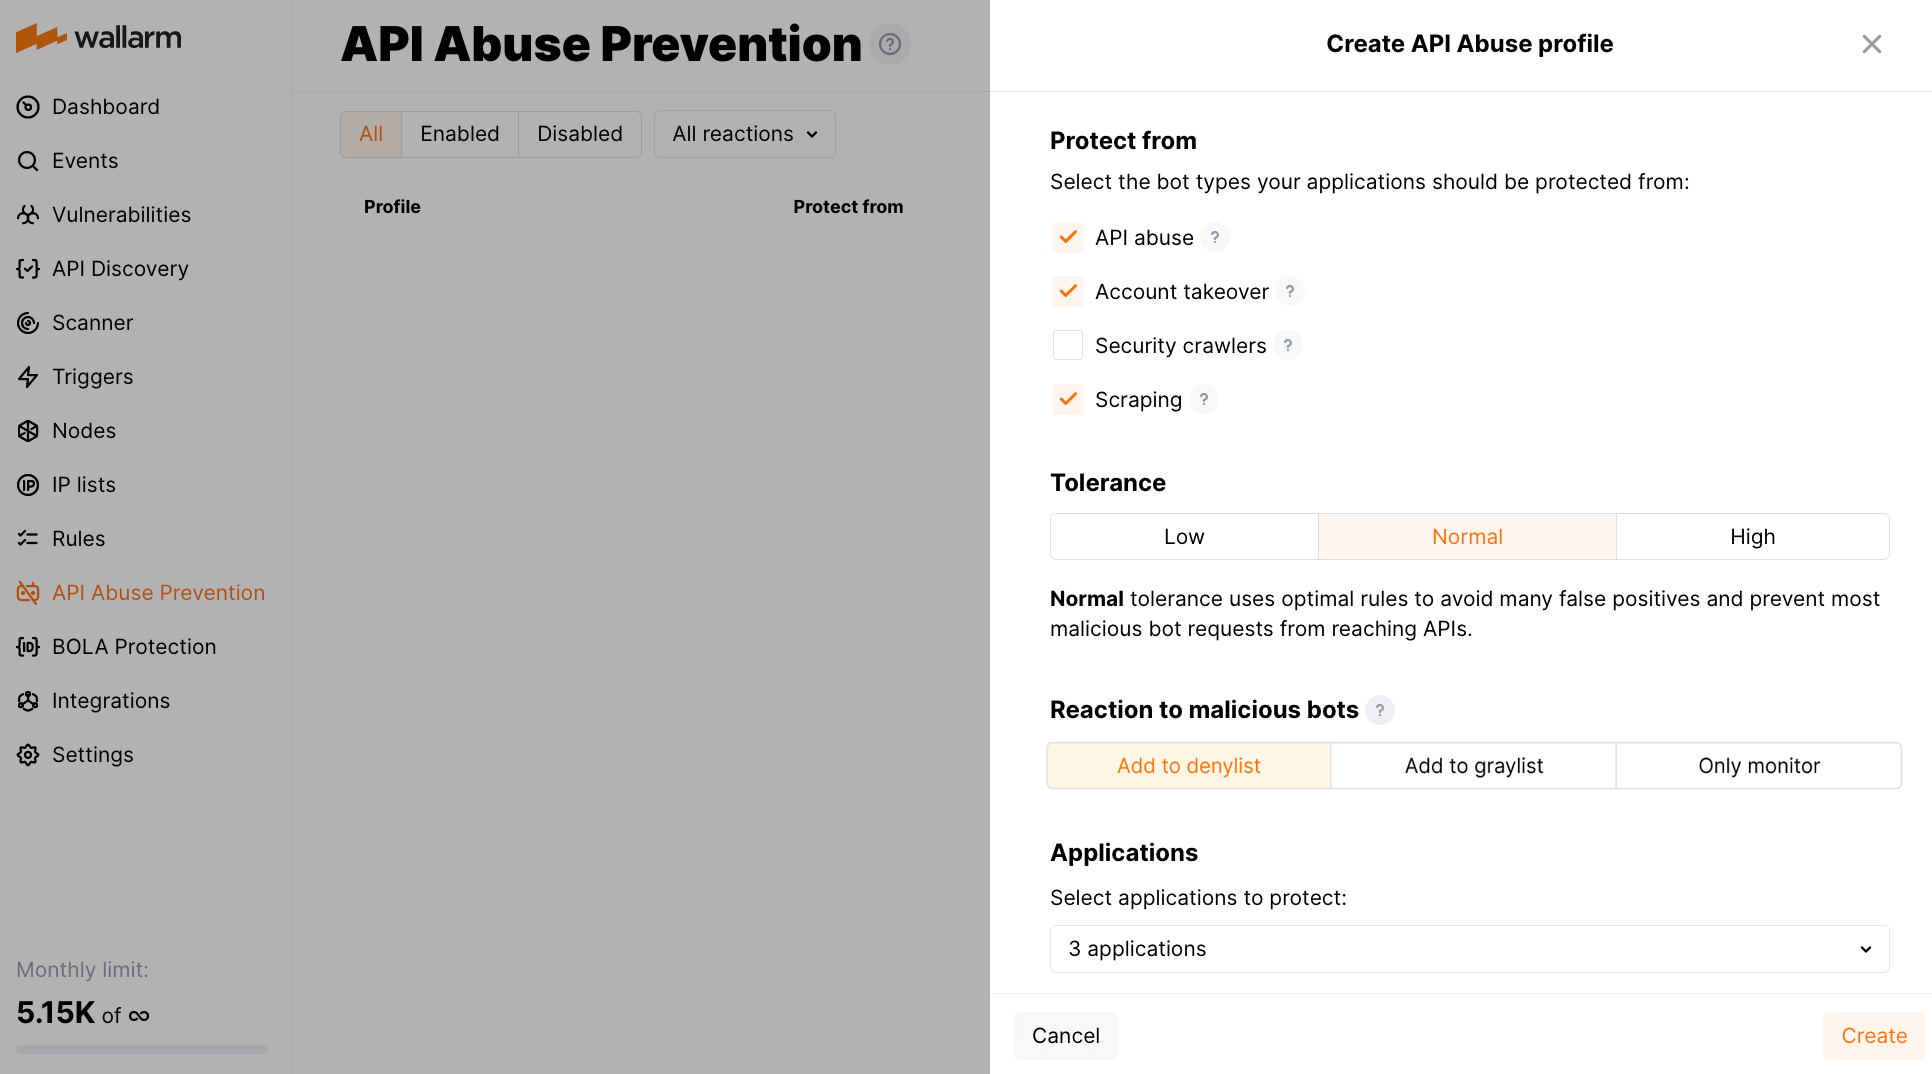 wallarm
Dashboard
Events
Vulnerabilities
API Discovery
Scanner
Triggers
Nodes
IP lists
Rules
API Abuse Prevention
BOLA Protection
Integrations
Settings
Monthly limit:
5.15K of ∞
API Abuse Prevention ?
All Enabled Disabled All reactions
Profile Protect from
Create API Abuse profile
Protect from
Select the bot types your applications should be protected from:
API abuse ?
Account takeover ?
Security crawlers ?
Scraping ?
Tolerance
Low Normal High
Normal tolerance uses optimal rules to avoid many false positives and prevent most
malicious bot requests from reaching APIs.
Reaction to malicious bots ?
Add to denylist Add to graylist Only monitor
Applications
Select applications to protect:
3 applications
Cancel Create